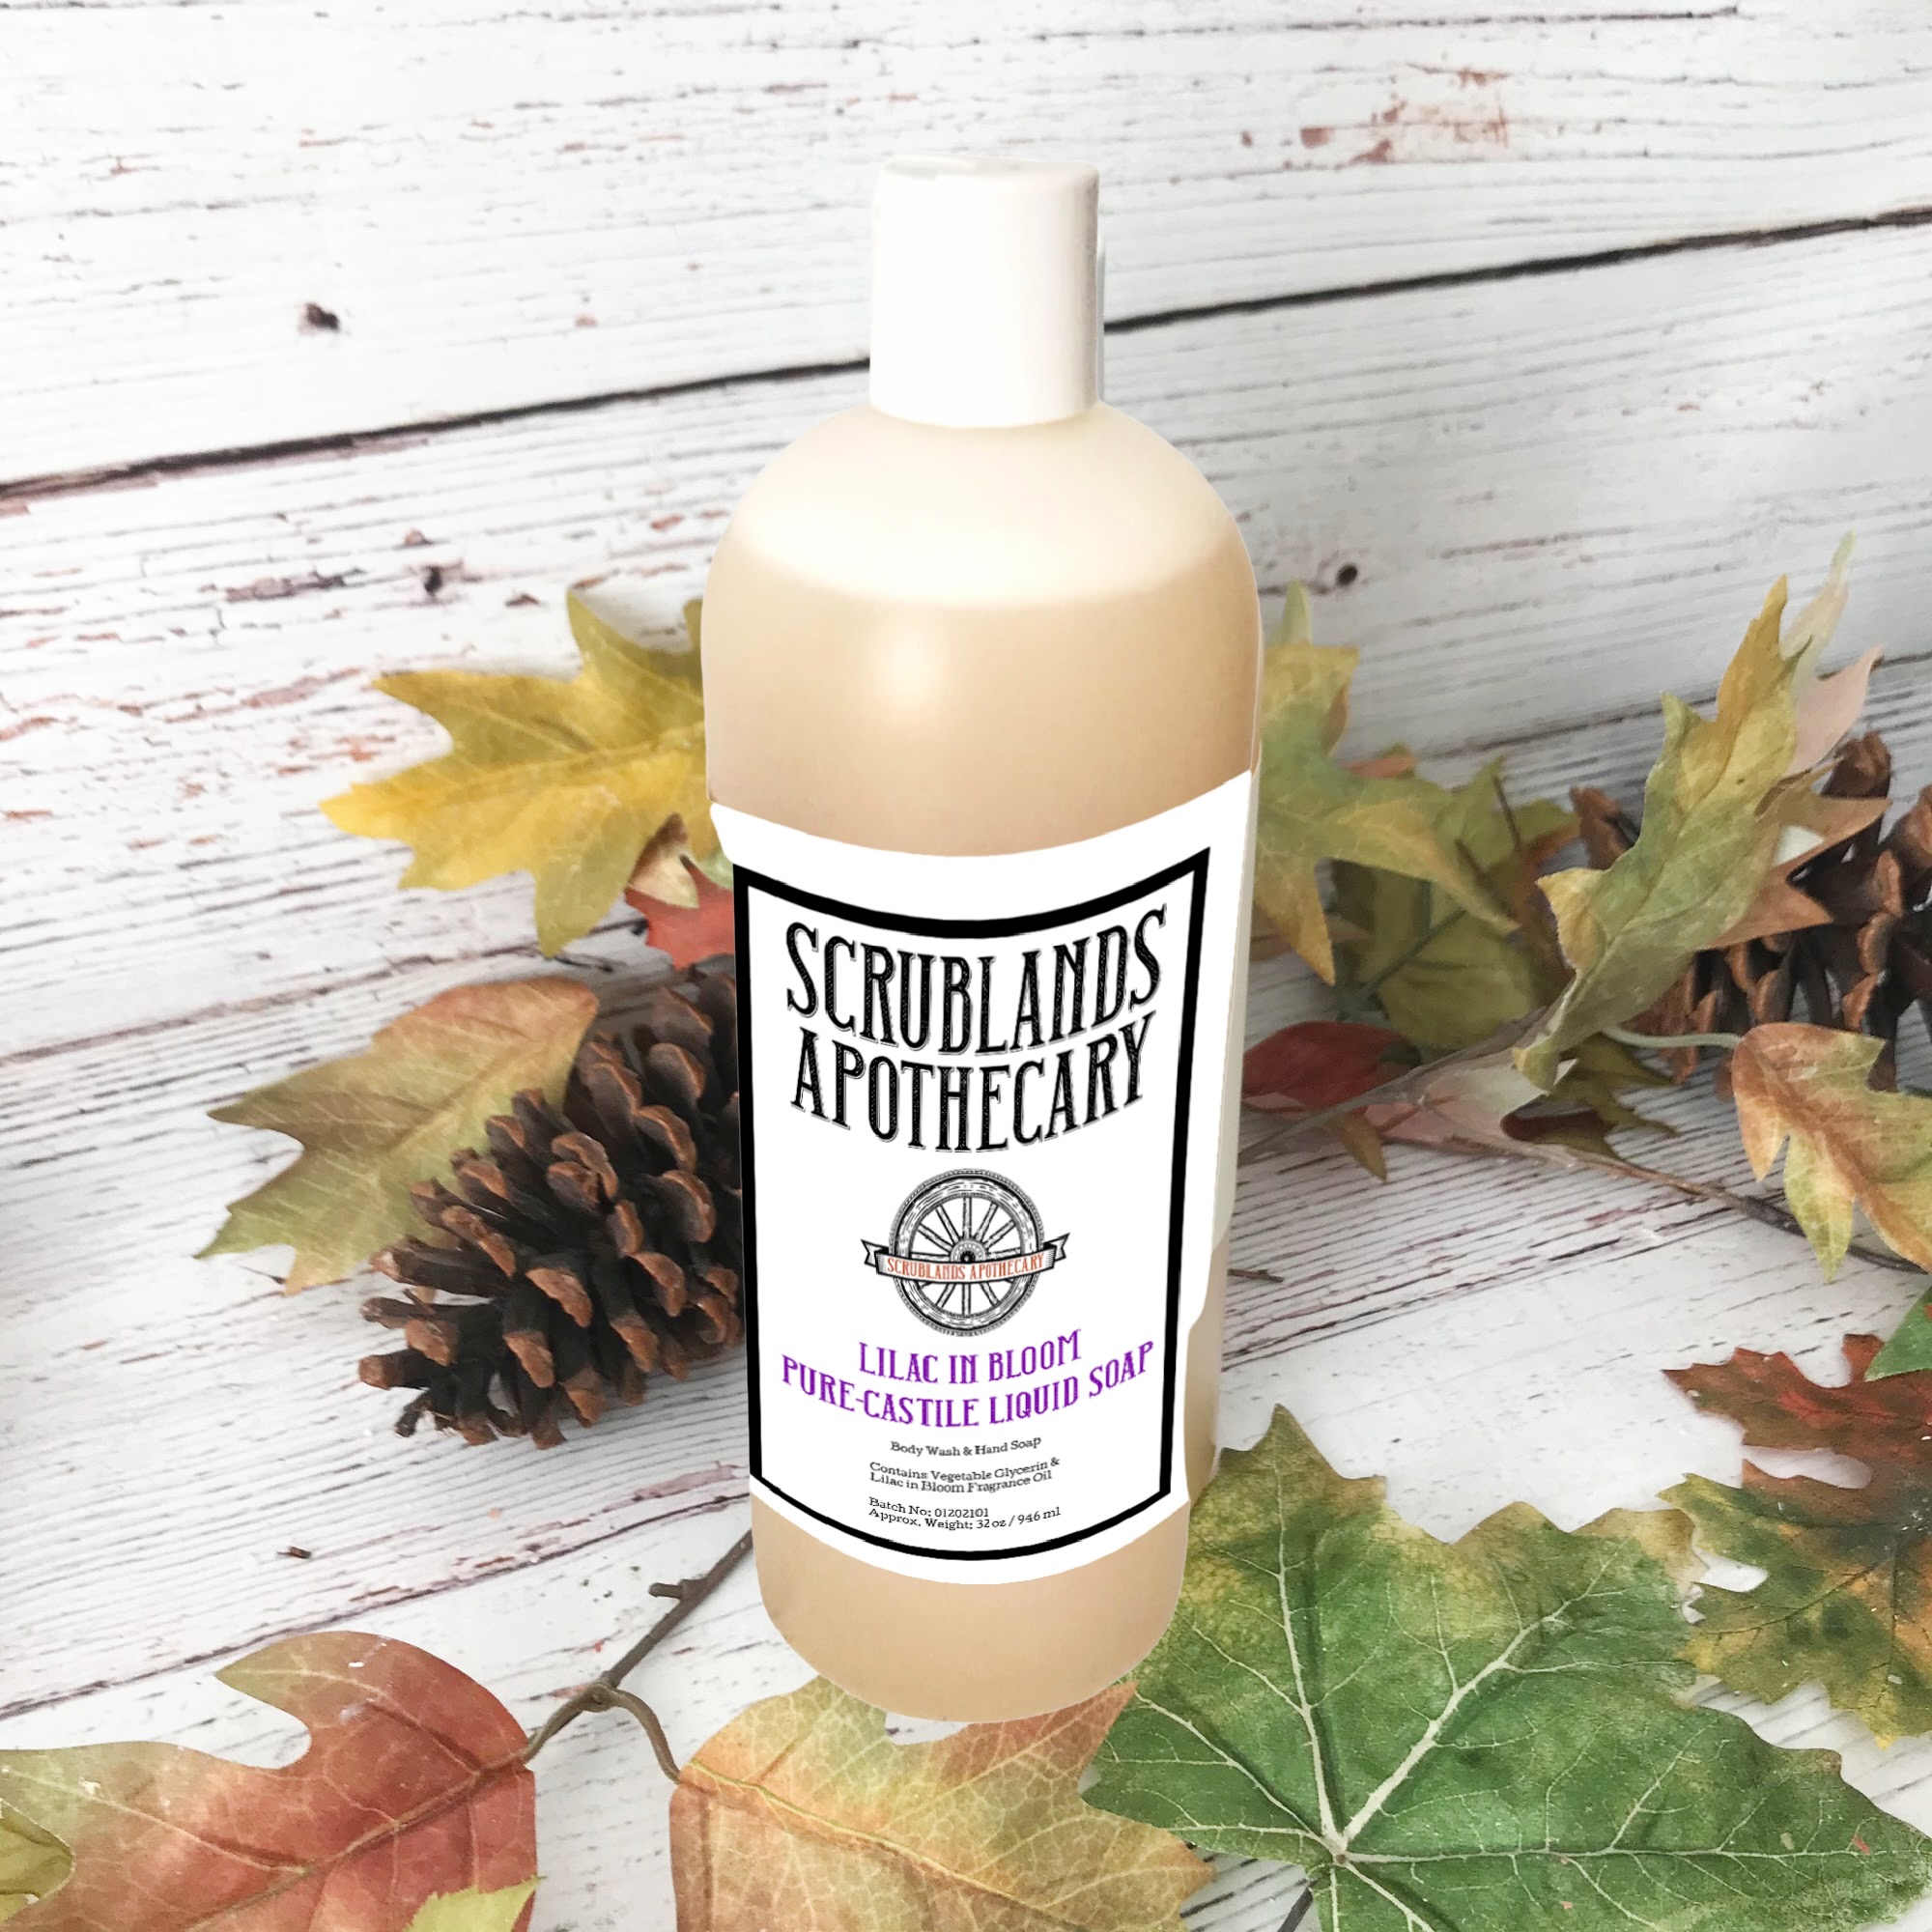 SCRUBLANDS
APOTHECARY
SCRUBLANDS APOTHECARY
LILAC IN BLOOM
PURE-CASTILE LIQUID SOAP
Body Wash & Hand Soap
Contains Vegetable Glycerin &
Lilac in Bloom Fragrance Oil
Batch No: 01202101
Approx. Weight: 32 oz / 946 ml